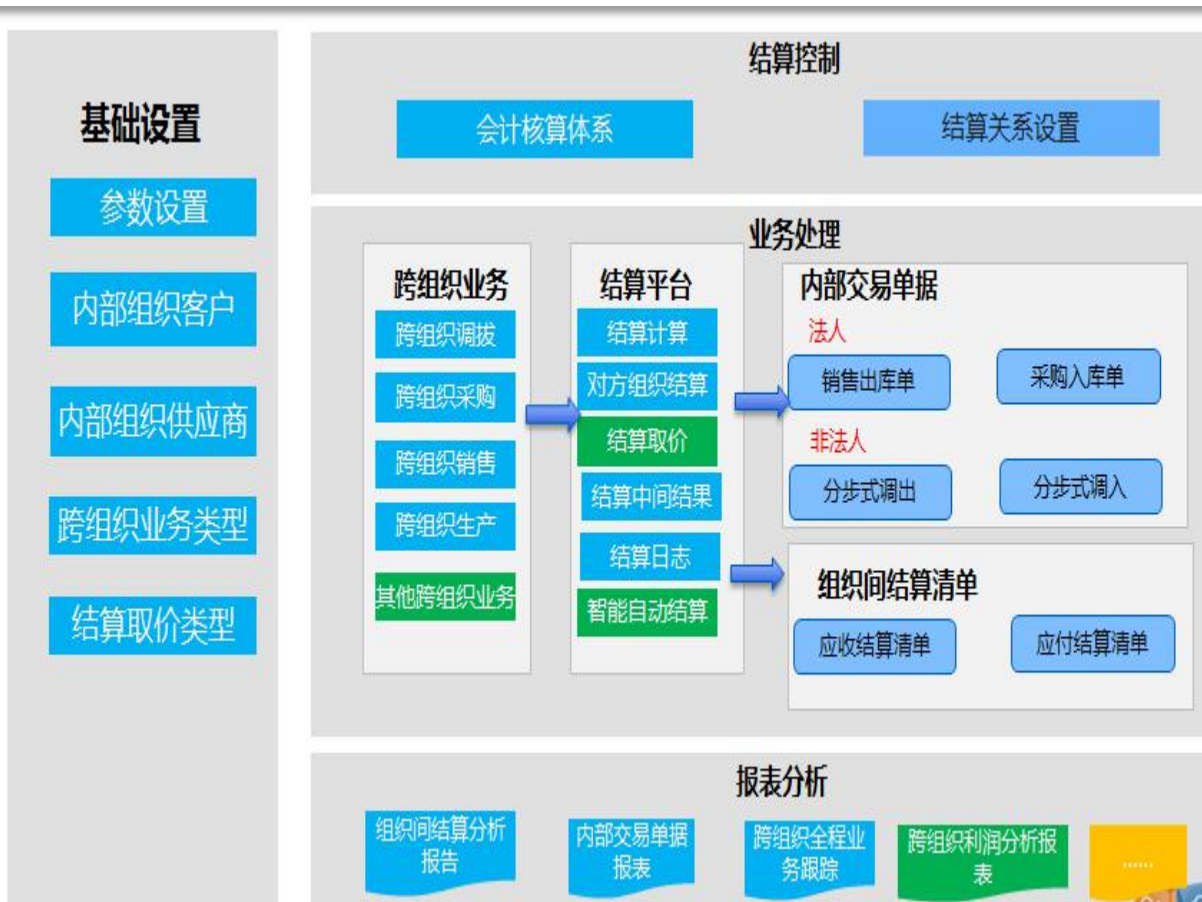 基础设置
参数设置
内部组织客户
内部组织供应商
跨组织业务类型
结算取价类型
结算控制
会计核算体系
结算关系设置
业务处理
跨组织业务
跨组织调拨
跨组织采购
跨组织销售
跨组织生产
其他跨组织业务
结算平台
结算计算
对方组织结算
结算取价
结算中间结果
结算日志
智能自动结算
内部交易单据
法人
销售出库单
采购入库单
非法人
分步式调出
分步式调入
组织间结算清单
应收结算清单
应付结算清单
报表分析
组织间结算分析
报告
内部交易单据
报表
跨组织全程业
务跟踪
跨组织利润分析报
表
......